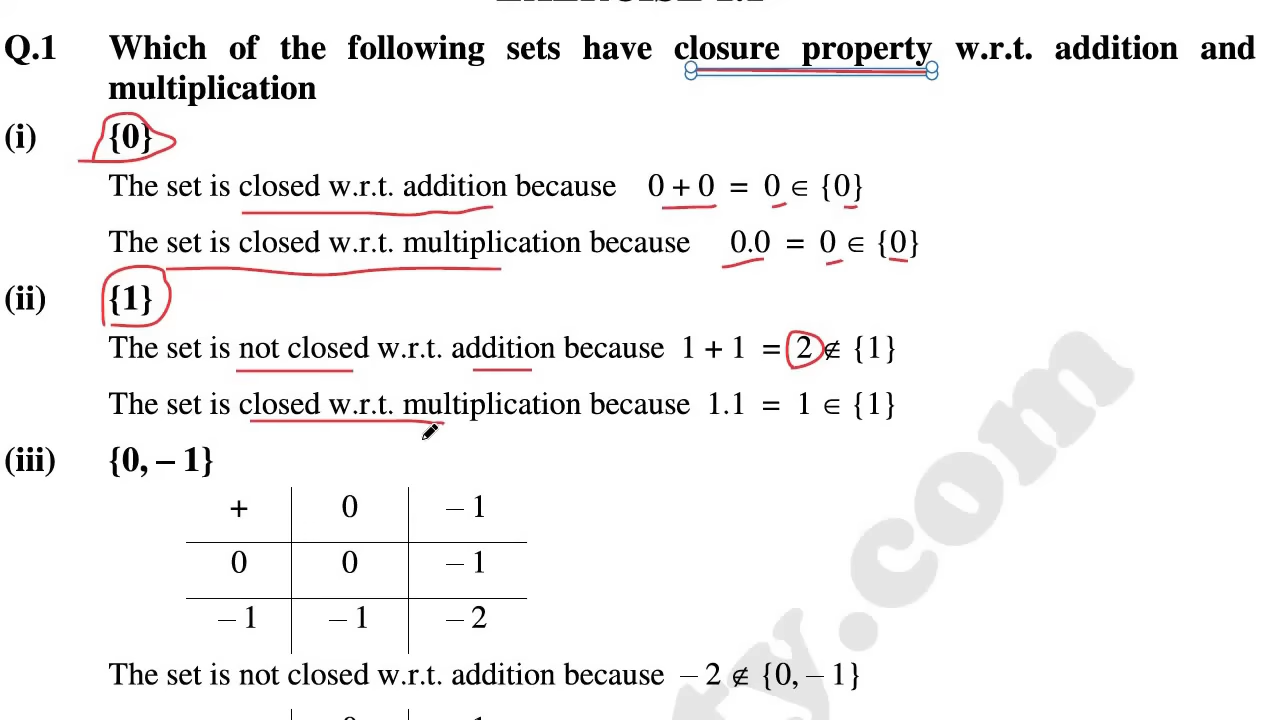 Q.1 Which of the following sets have closure property w.r.t. addition and
multiplication
(i) {0}
The set is closed w.r.t. addition because 0 + 0 = 0 ∈ {0}
The set is closed w.r.t. multiplication because 0.0 = 0 ∈ {0}
(ii) {1}
The set is not closed w.r.t. addition because 1 + 1 = 2 ∉ {1}
The set is closed w.r.t. multiplication because 1.1 = 1 ∈ {1}
(iii) {0, – 1}
+ 0 – 1
0 0 – 1
– 1 – 1 – 2
The set is not closed w.r.t. addition because – 2 ∉ {0, – 1}
ty.com